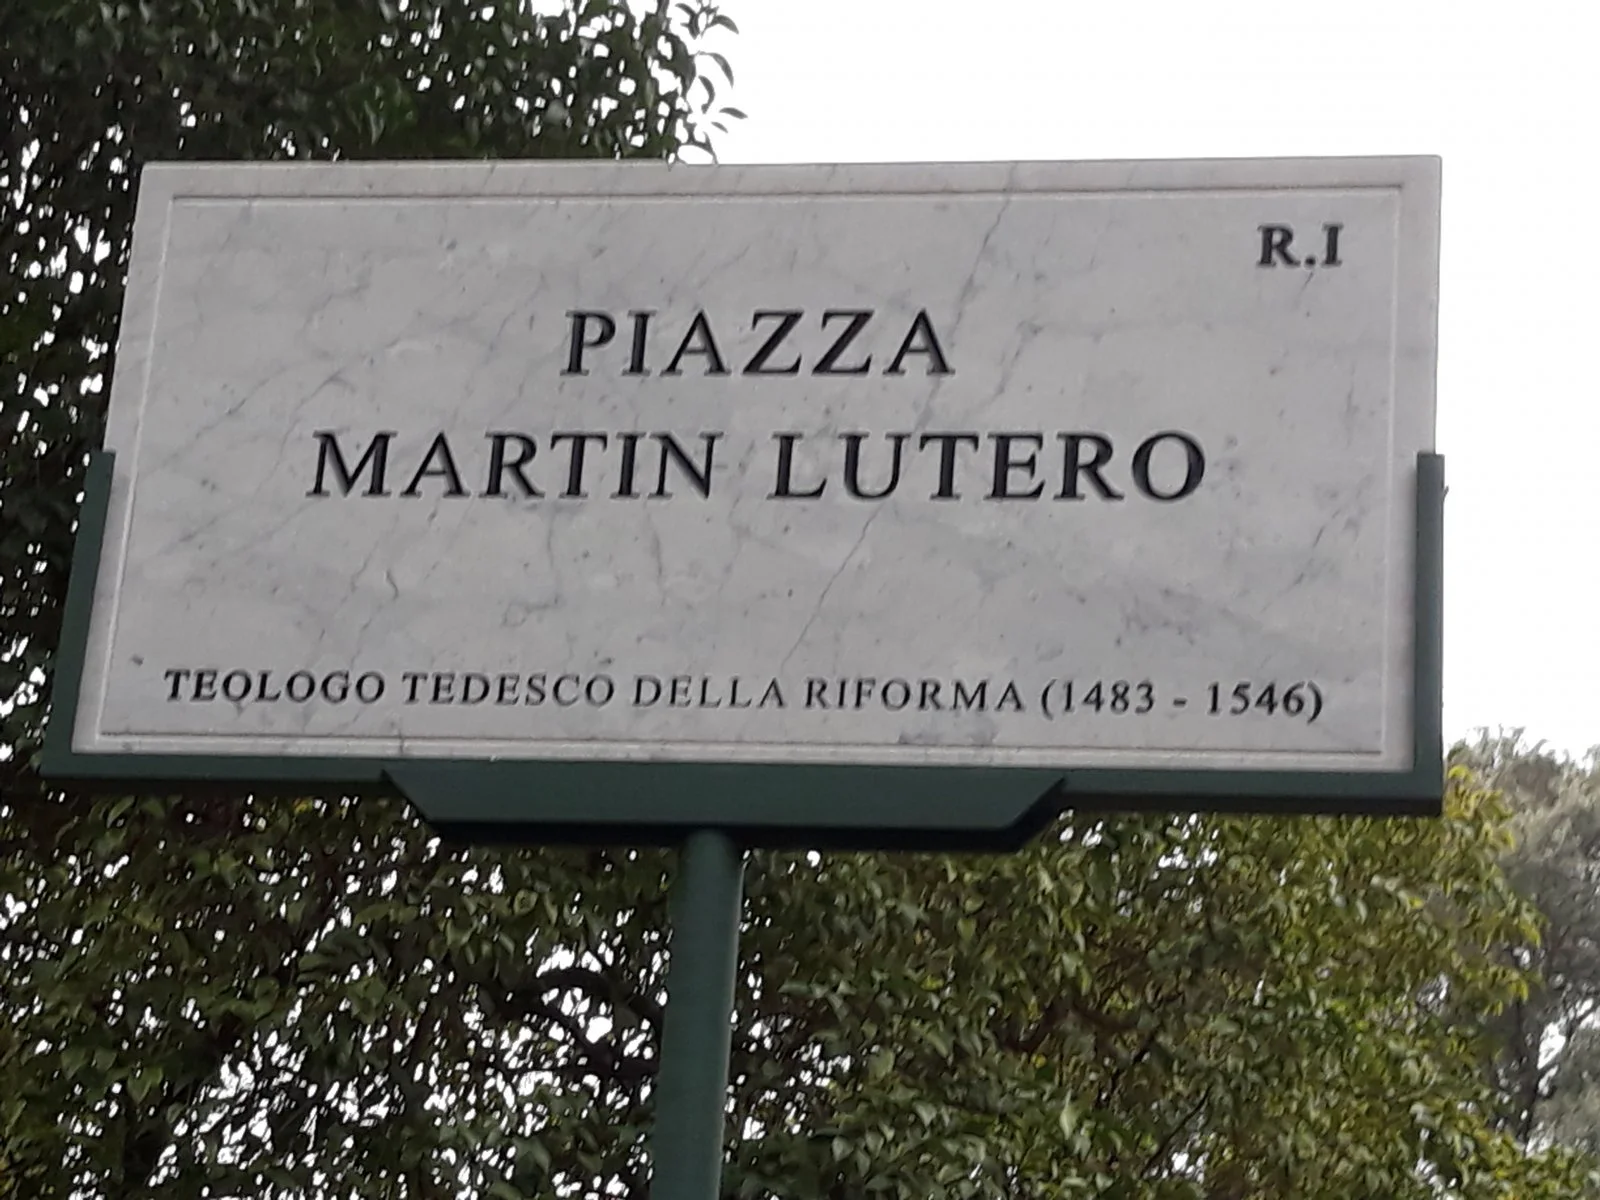 R.I
PIAZZA
MARTIN LUTERO
TEOLOGO TEDESCO DELLA RIFORMA (1483 - 1546)